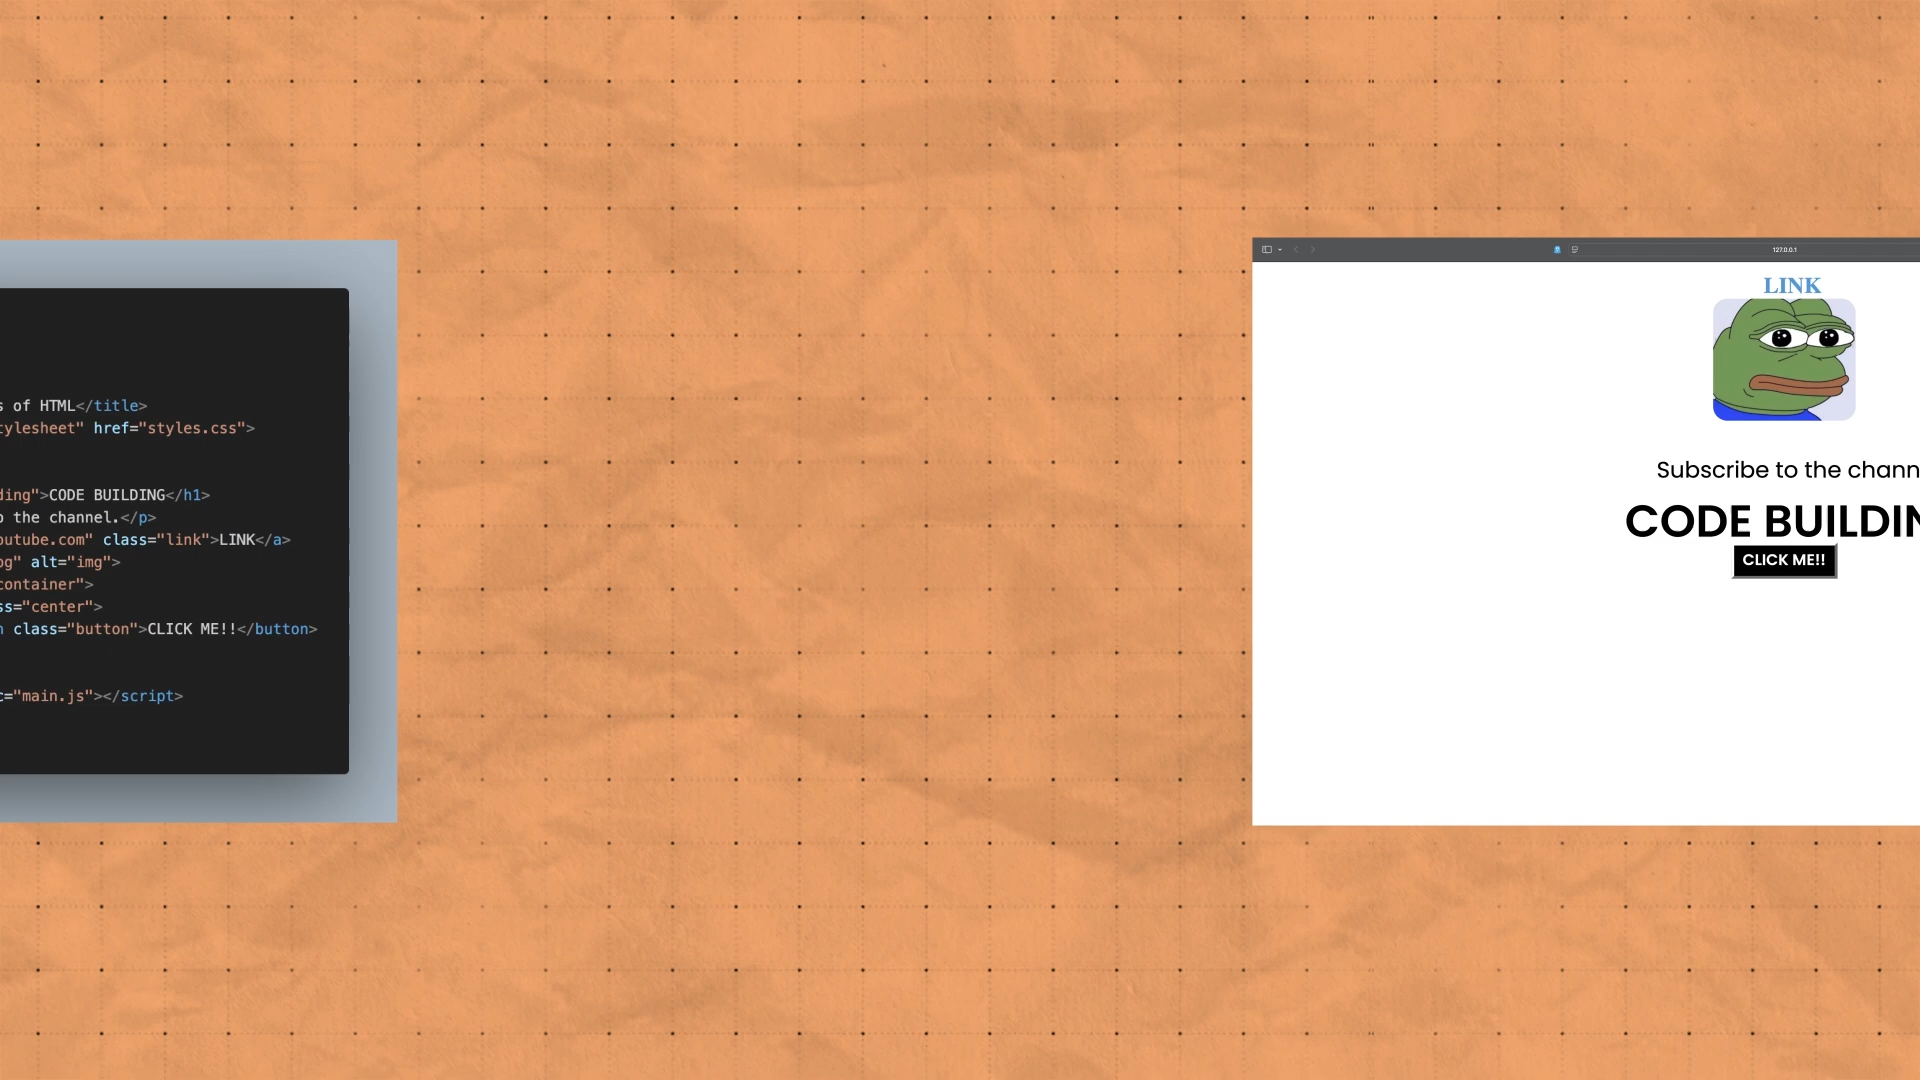 s of HTML</title>
tylesheet" href="styles.css">
ding">CODE BUILDING</h1>
o the channel.</p>
outube.com" class="link">LINK</a>
og" alt="img">
container">
ss="center">
n class="button">CLICK ME!!</button>
c="main.js"></script>
127.0.0.1
LINK
Subscribe to the chann
CODE BUILDIN
CLICK ME!!